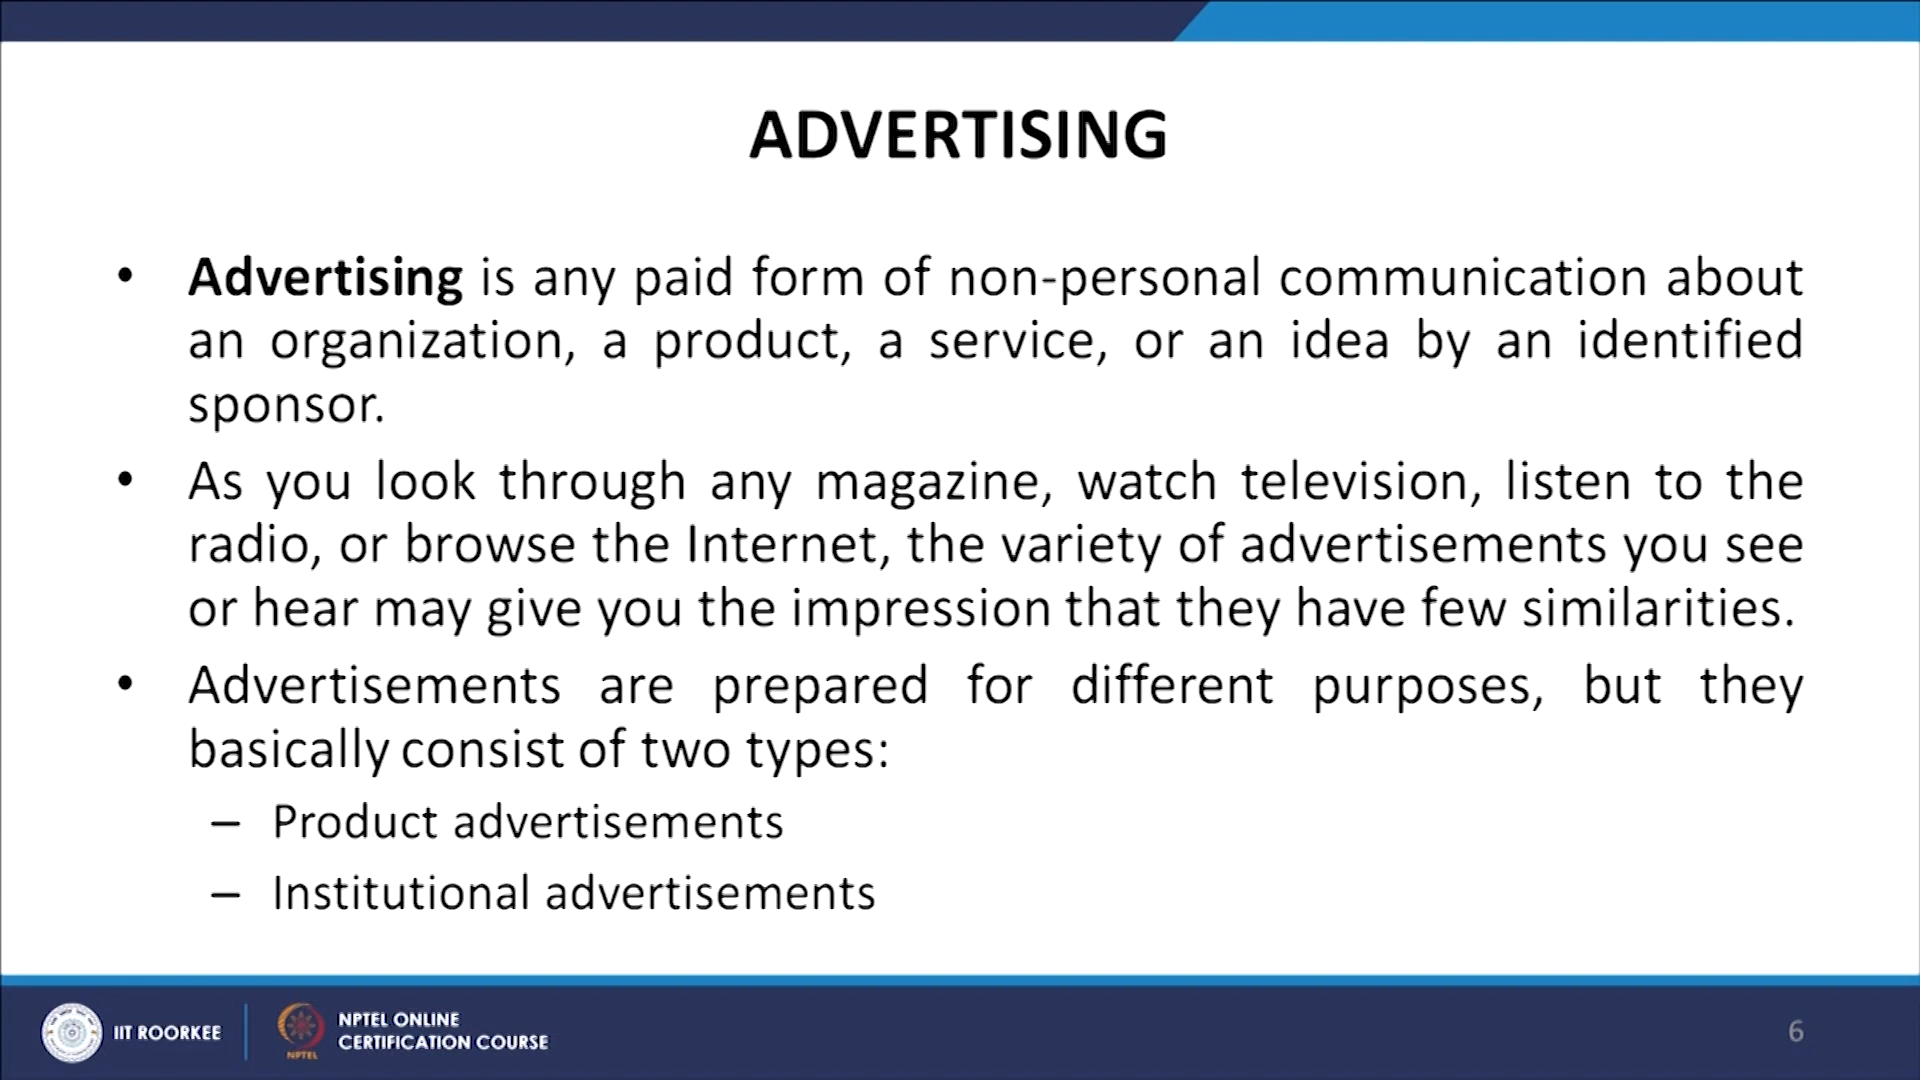 ADVERTISING
• Advertising is any paid form of non-personal communication about
an organization, a product, a service, or an idea by an identified
sponsor.
• As you look through any magazine, watch television, listen to the
radio, or browse the Internet, the variety of advertisements you see
or hear may give you the impression that they have few similarities.
• Advertisements are prepared for different purposes, but they
basically consist of two types:
– Product advertisements
– Institutional advertisements
IIT ROORKEE
NPTEL
NPTEL ONLINE
CERTIFICATION COURSE
6